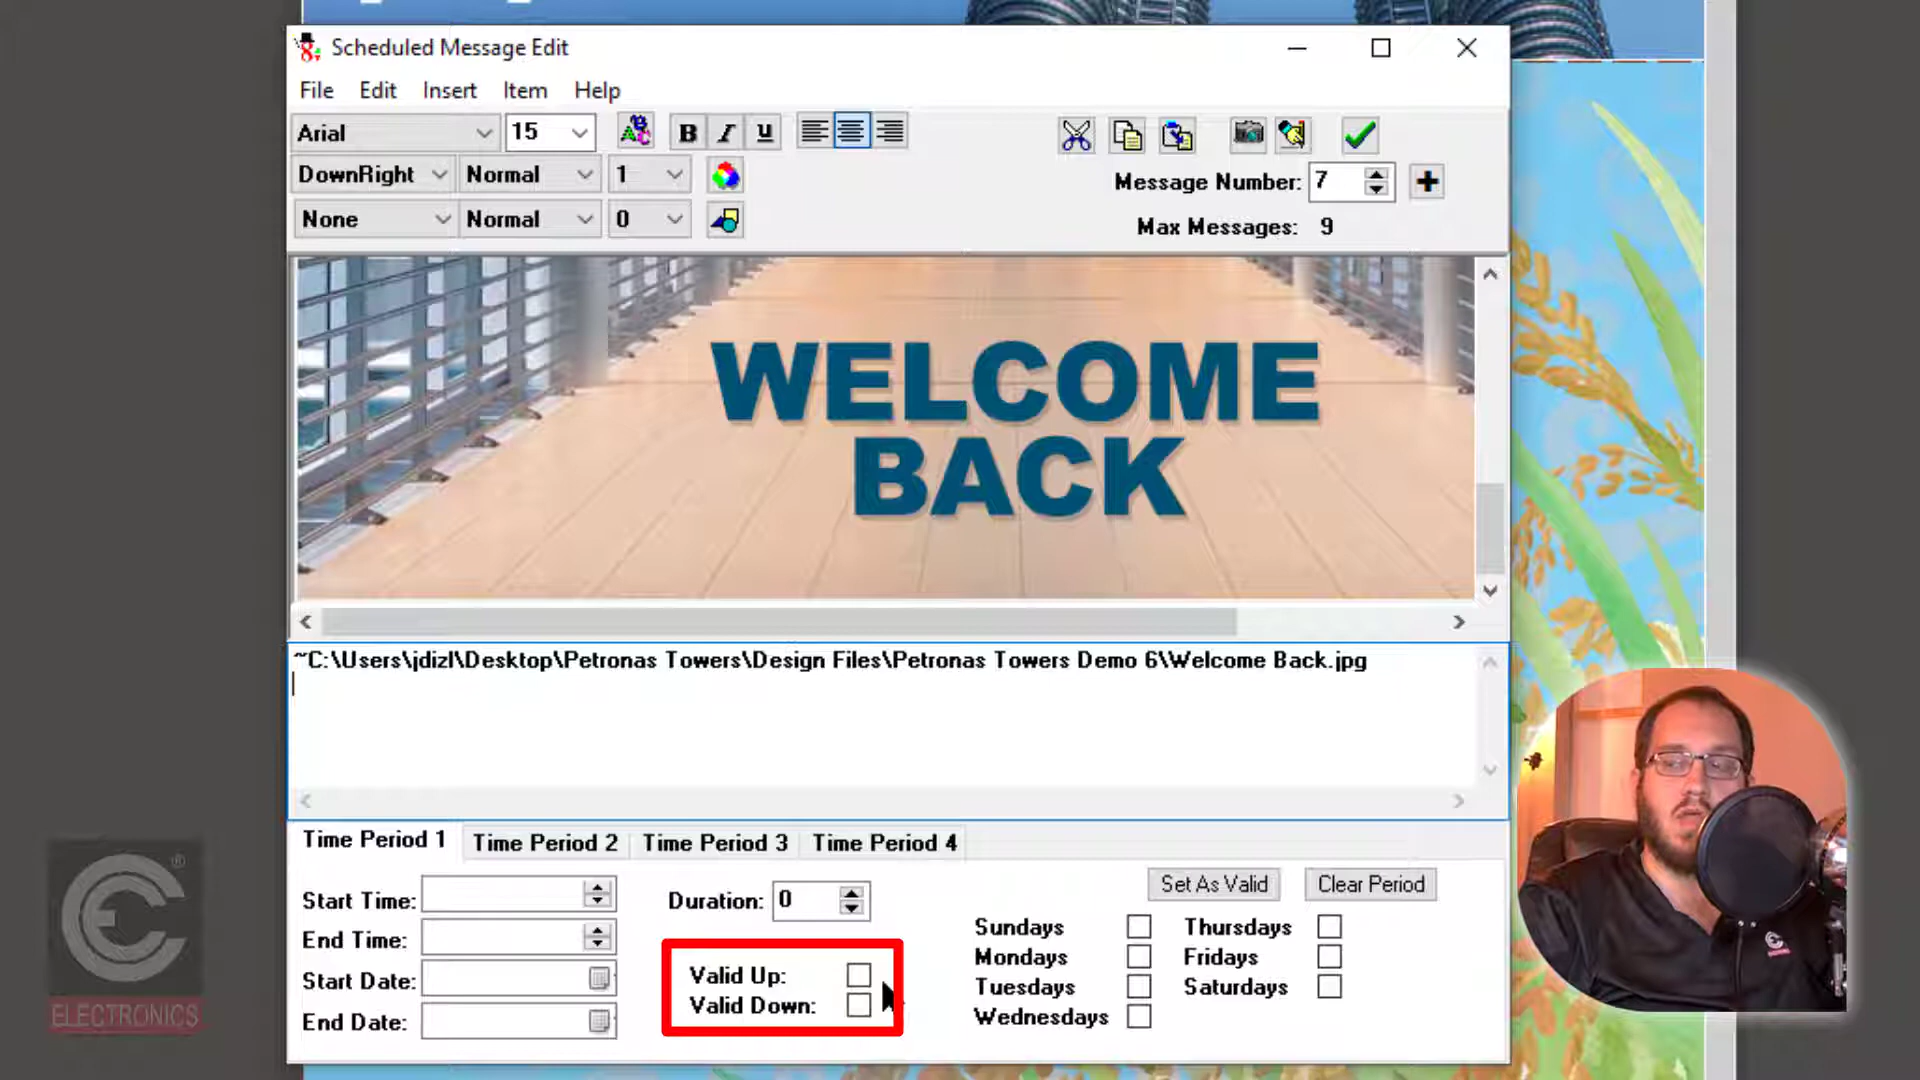 Scheduled Message Edit
File Edit Insert Item Help
Arial 15 B I U
DownRight Normal 1
Message Number: 7
None Normal 0
Max Messages: 9
WELCOME
BACK
~C:\Users\jdizl\Desktop\Petronas Towers\Design Files\Petronas Towers Demo 6\Welcome Back.jpg
Time Period 1 Time Period 2 Time Period 3 Time Period 4
Start Time: Duration: 0 Set As Valid Clear Period
End Time:
Start Date:
End Date:
Valid Up:
Valid Down:
Sundays Thursdays
Mondays Fridays
Tuesdays Saturdays
Wednesdays
CE
®
ELECTRONICS